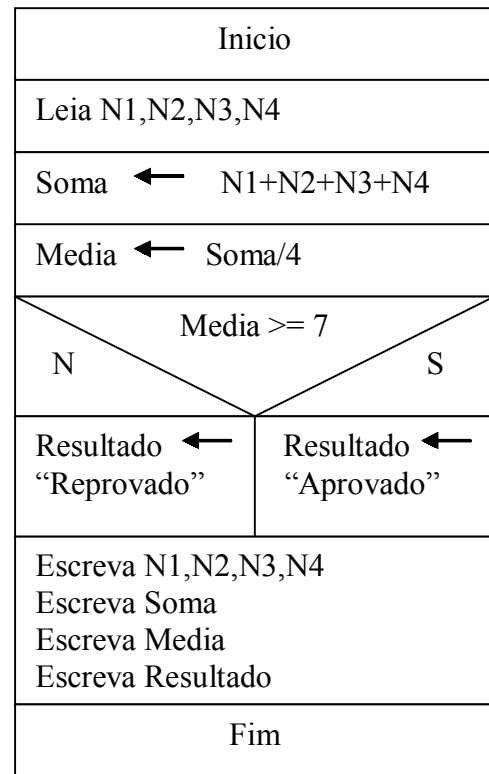 Inicio
Leia N1,N2,N3,N4
Soma ← N1+N2+N3+N4
Media ← Soma/4
Media >= 7
N
S
Resultado ←
“Reprovado”
Resultado ←
“Aprovado”
Escreva N1,N2,N3,N4
Escreva Soma
Escreva Media
Escreva Resultado
Fim